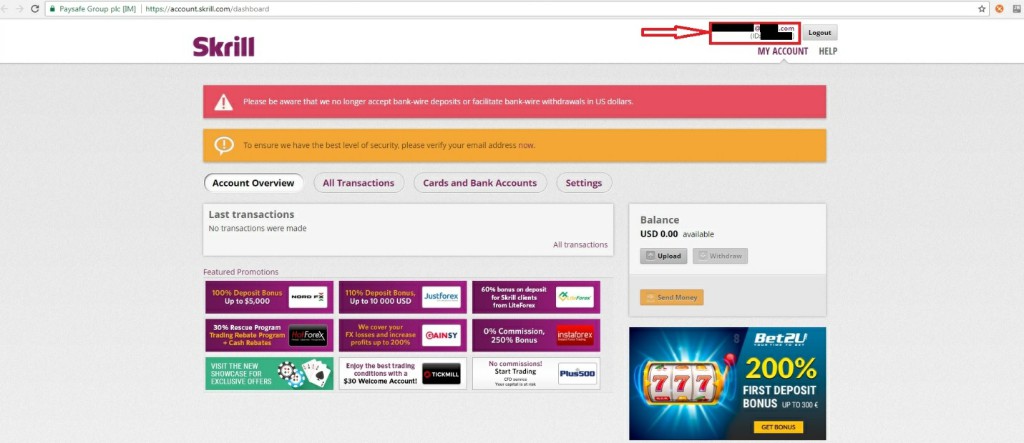 Paysafe Group plc [IM] https://account.skrill.com/dashboard
.com
(ID
Logout
Skrill
MY ACCOUNT HELP
Please be aware that we no longer accept bank-wire deposits or facilitate bank-wire withdrawals in US dollars.
To ensure we have the best level of security, please verify your email address now.
Account Overview All Transactions Cards and Bank Accounts Settings
Last transactions
No transactions were made
All transactions
Balance
USD 0.00 available
Upload Withdraw
Send Money
Featured Promotions
100% Deposit Bonus
Up to $5,000
NORD FX
110% Deposit Bonus,
Up to 10 000 USD
Justforex
60% bonus on deposit
for Skrill clients
from LiteForex
LiteForex
30% Rescue Program
Trading Rebate Program
+ Cash Rebates
HotForex
We cover your
FX losses and increase
profits up to 200%
GAINSY
0% Commission,
250% Bonus
instaforex
VISIT THE NEW
SHOWCASE FOR
EXCLUSIVE OFFERS
Enjoy the best trading
conditions with a
$30 Welcome Account!
TICKMILL
No commissions!
Start Trading
CFD service
Your capital is at risk
Plus500
Bet2U
200%
FIRST DEPOSIT
BONUS UP TO 300 €
GET BONUS
777